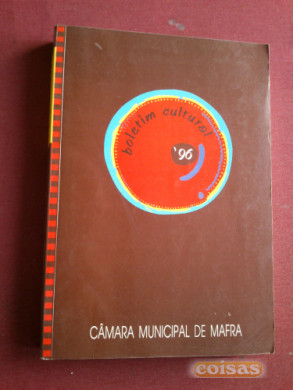 boletim cultural
'96
CÂMARA MUNICIPAL DE MAFRA
coisas